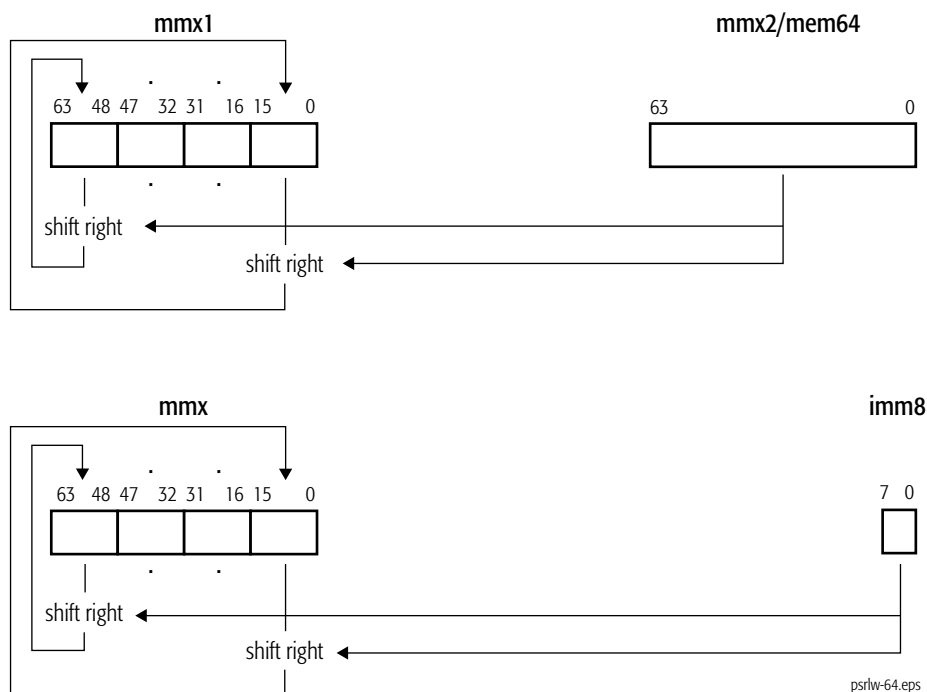 mmx1 mmx2/mem64
. .
63 48 47 32 31 16 15 0 63 0
. .
shift right
shift right
mmx imm8
. .
63 48 47 32 31 16 15 0 7 0
. .
shift right
shift right
psrlw-64.eps